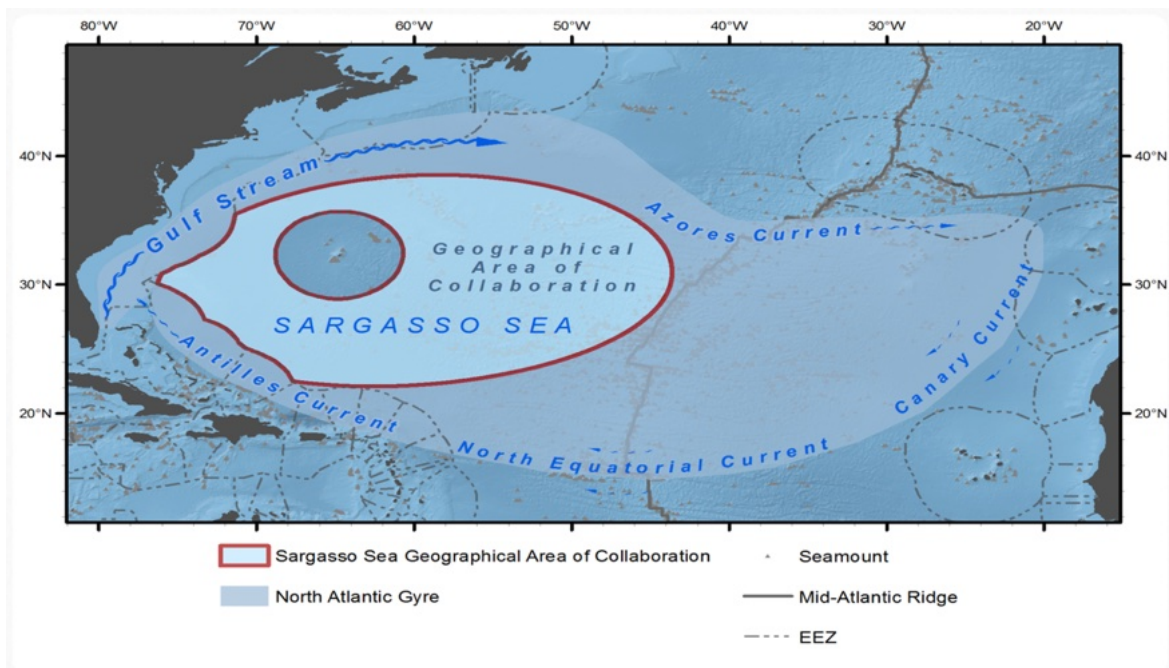 80°W 70°W 60°W 50°W 40°W 30°W 20°W
40°N 40°N
Gulf Stream
Azores Current
Geographical
Area of
Collaboration
30°N 30°N
SARGASSO SEA
Antilles Current
Canary Current
20°N 20°N
North Equatorial Current
Sargasso Sea Geographical Area of Collaboration
Seamount
North Atlantic Gyre
Mid-Atlantic Ridge
EEZ